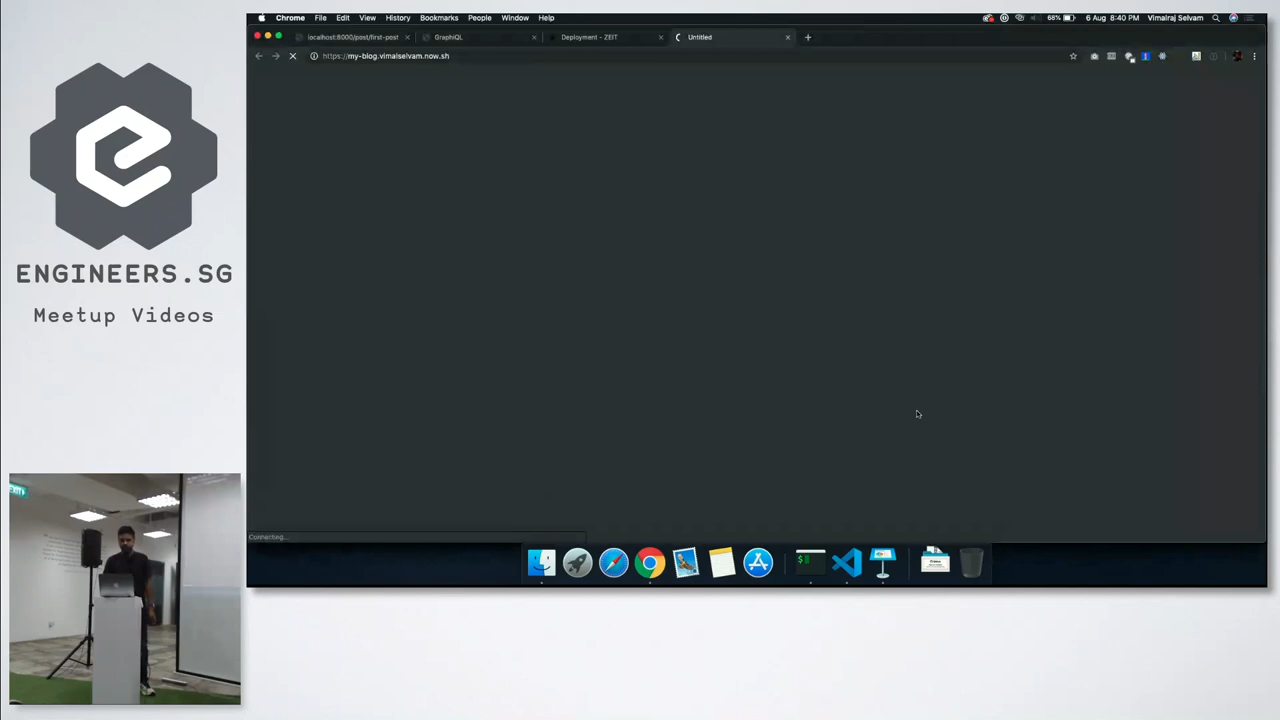 Chrome File Edit View History Bookmarks People Window Help
68% 6 Aug 8:40 PM Vimalraj Selvam
localhost:8000/post/first-post
GraphiQL
Deployment - ZEIT
Untitled
https://my-blog.vimalselvam.now.sh
ENGINEERS.SG
Meetup Videos
EXIT
Connecting...